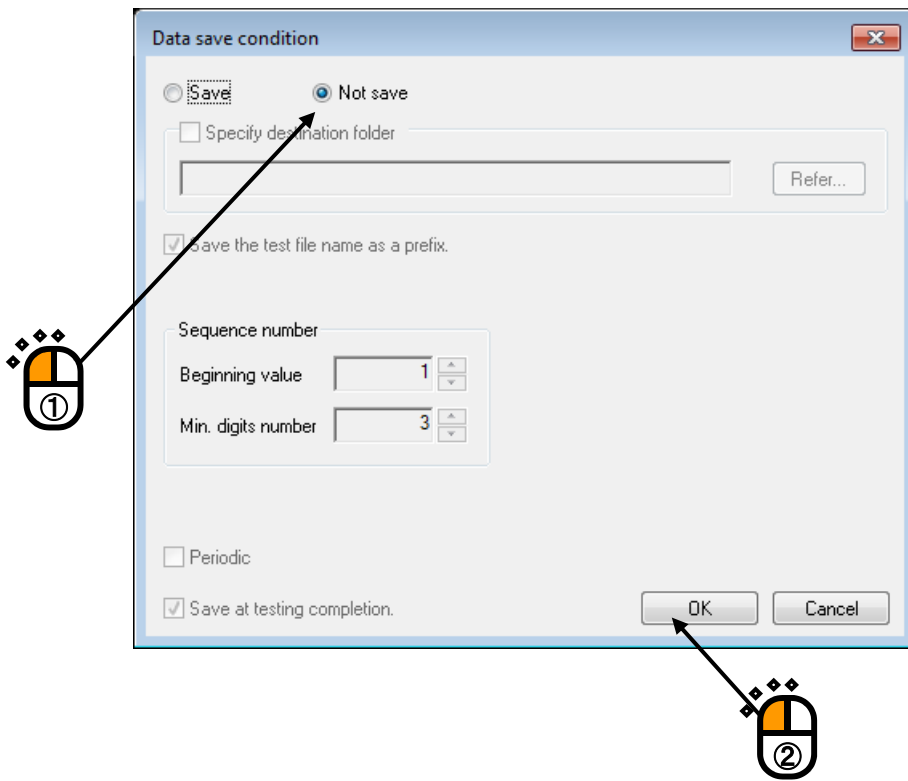 Data save condition
Save Not save
Specify destination folder
Refer...
Save the test file name as a prefix.
Sequence number
Beginning value 1
①
Min. digits number 3
Periodic
Save at testing completion. OK Cancel
②